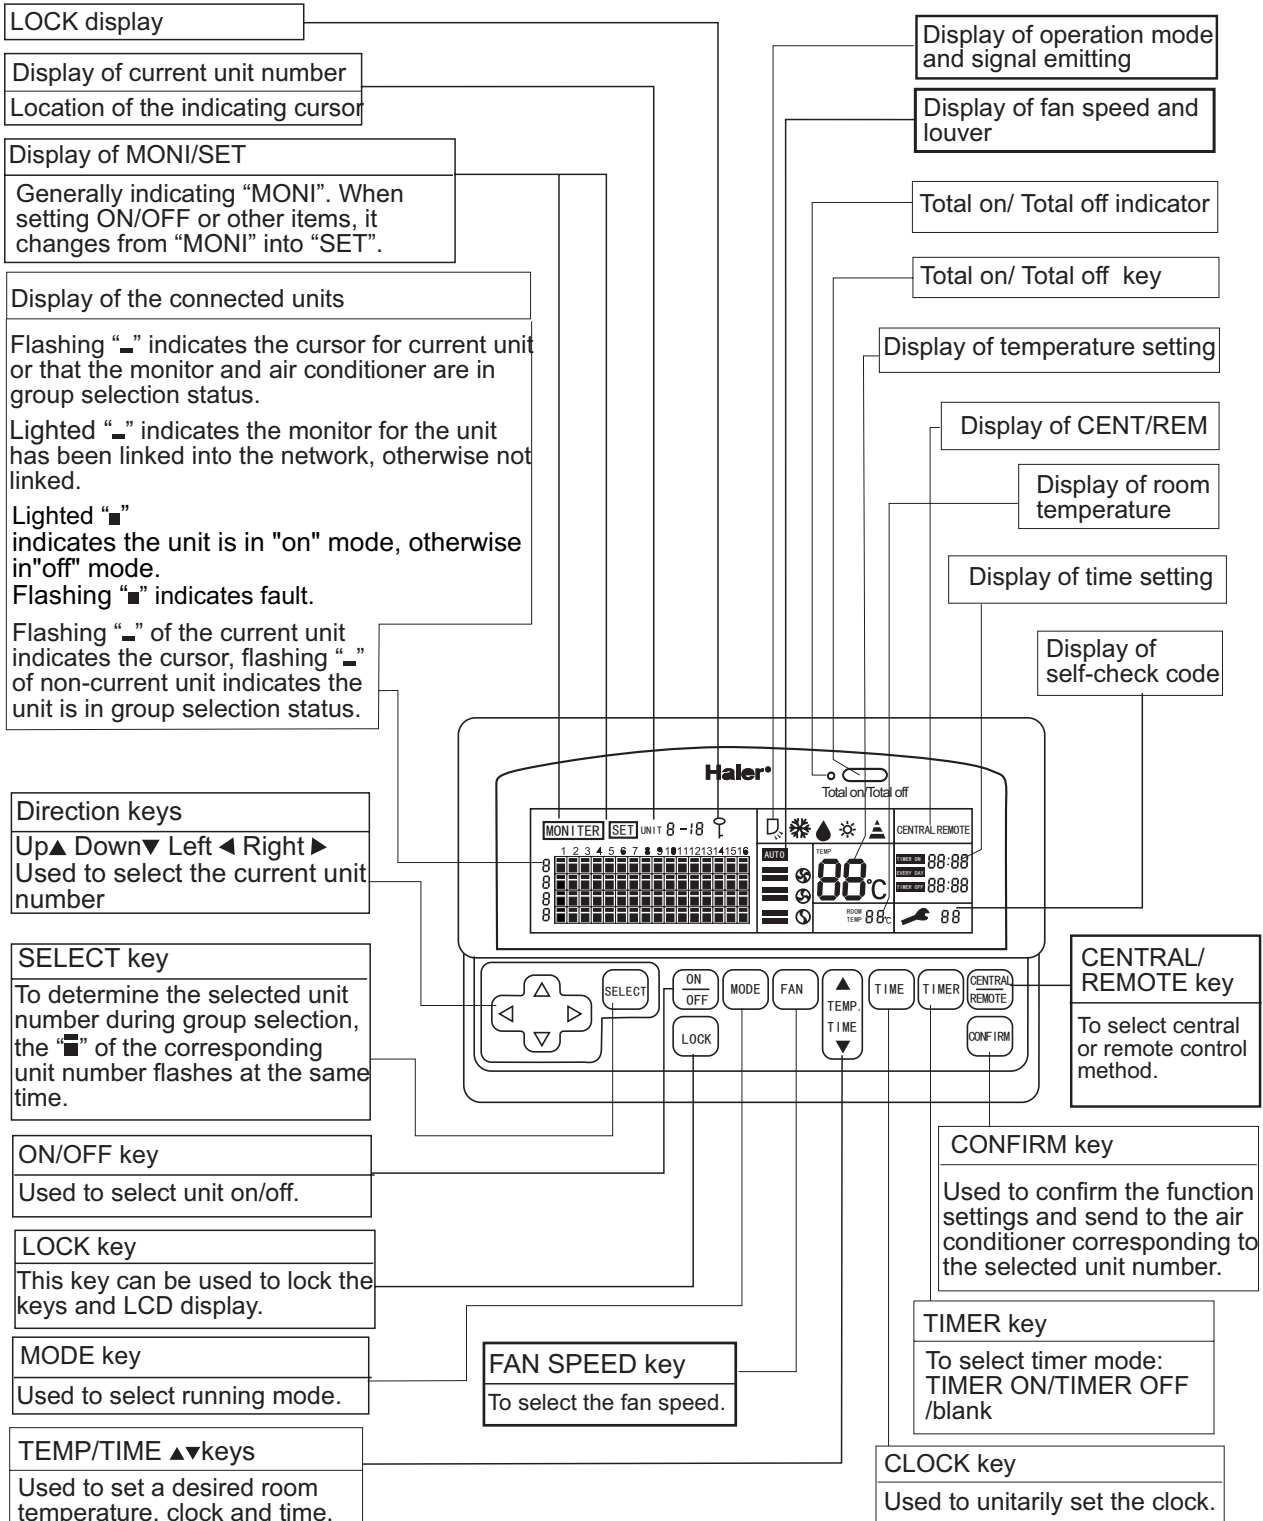 LOCK display
Display of current unit number
Location of the indicating cursor
Display of MONI/SET
Generally indicating “MONI”. When
setting ON/OFF or other items, it
changes from “MONI” into “SET”.
Display of the connected units
Flashing “▂” indicates the cursor for current unit
or that the monitor and air conditioner are in
group selection status.
Lighted “▂” indicates the monitor for the unit
has been linked into the network, otherwise not
linked.
Lighted “■”
indicates the unit is in "on" mode, otherwise
in"off" mode.
Flashing “■” indicates fault.
Flashing “▂” of the current unit
indicates the cursor, flashing “▂”
of non-current unit indicates the
unit is in group selection status.
Direction keys
Up▲ Down▼ Left ◀ Right ▶
Used to select the current unit
number
SELECT key
To determine the selected unit
number during group selection,
the “■” of the corresponding
unit number flashes at the same
time.
ON/OFF key
Used to select unit on/off.
LOCK key
This key can be used to lock the
keys and LCD display.
MODE key
Used to select running mode.
TEMP/TIME ▲▼keys
Used to set a desired room
temperature, clock and time.
FAN SPEED key
To select the fan speed.
Display of operation mode
and signal emitting
Display of fan speed and
louver
Total on/ Total off indicator
Total on/ Total off key
Display of temperature setting
Display of CENT/REM
Display of room
temperature
Display of time setting
Display of
self-check code
Haier
Total on/Total off
MONITER SET UNIT 8 -18
1 2 3 4 5 6 7 8 9 10 11 12 13 14 15 16
8
8
8
8
AUTO
TEMP
88°C
ROOM
TEMP 88°C
CENTRAL REMOTE
TIMER ON 88:88
EVERY DAY
TIMER OFF 88:88
88
SELECT
ON
OFF
LOCK
MODE
FAN
▲
TEMP.
TIME
▼
TIME
TIMER
CENTRAL
REMOTE
CONFIRM
CENTRAL/
REMOTE key
To select central
or remote control
method.
CONFIRM key
Used to confirm the function
settings and send to the air
conditioner corresponding to
the selected unit number.
TIMER key
To select timer mode:
TIMER ON/TIMER OFF
/blank
CLOCK key
Used to unitarily set the clock.